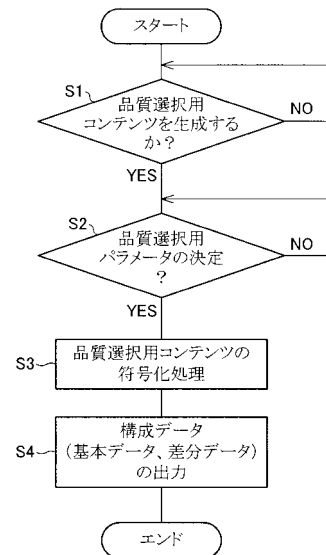 スタート
S1
品質選択用
コンテンツを生成する
か？
NO
YES
S2
品質選択用
パラメータの決定
？
NO
YES
S3
品質選択用コンテンツの
符号化処理
S4
構成データ
（基本データ、差分データ）
の出力
エンド